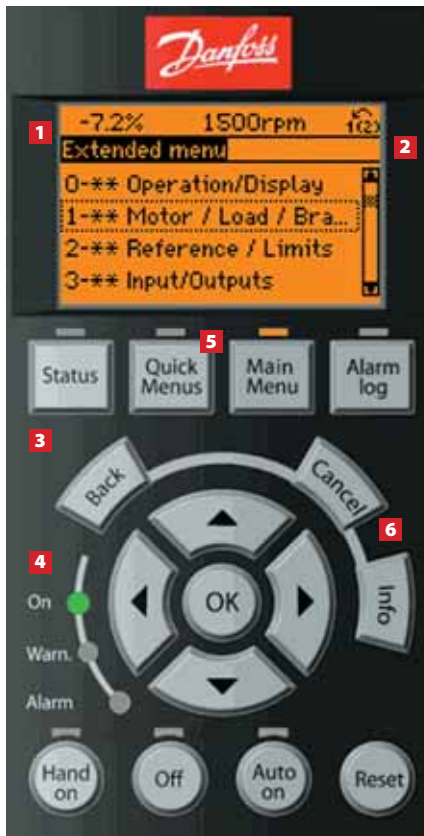 Danfoss
-7.2% 1500rpm 1(2)
1
Extended menu
2
0-** Operation/Display
1-** Motor / Load / Bra...
2-** Reference / Limits
3-** Input/Outputs
5
Status
Quick
Menus
Main
Menu
Alarm
log
3
Back
Cancel
6
4
On
OK
Info
Warn.
Alarm
Hand
on
Off
Auto
on
Reset